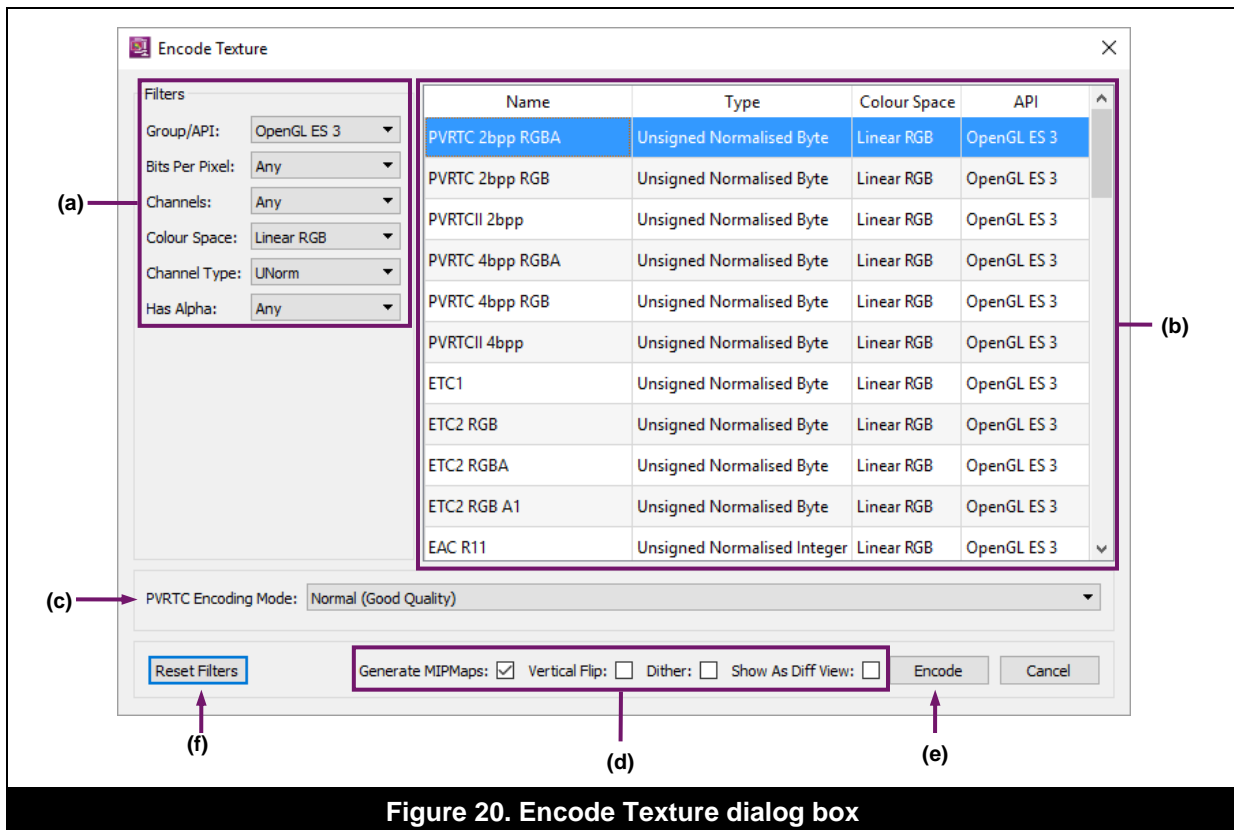 Encode Texture
Filters
Group/API: OpenGL ES 3
Bits Per Pixel: Any
Channels: Any
Colour Space: Linear RGB
Channel Type: UNorm
Has Alpha: Any
(a)
Name Type Colour Space API
PVRTC 2bpp RGBA Unsigned Normalised Byte Linear RGB OpenGL ES 3
PVRTC 2bpp RGB Unsigned Normalised Byte Linear RGB OpenGL ES 3
PVRTCII 2bpp Unsigned Normalised Byte Linear RGB OpenGL ES 3
PVRTC 4bpp RGBA Unsigned Normalised Byte Linear RGB OpenGL ES 3
PVRTC 4bpp RGB Unsigned Normalised Byte Linear RGB OpenGL ES 3
PVRTCII 4bpp Unsigned Normalised Byte Linear RGB OpenGL ES 3
ETC1 Unsigned Normalised Byte Linear RGB OpenGL ES 3
ETC2 RGB Unsigned Normalised Byte Linear RGB OpenGL ES 3
ETC2 RGBA Unsigned Normalised Byte Linear RGB OpenGL ES 3
ETC2 RGB A1 Unsigned Normalised Byte Linear RGB OpenGL ES 3
EAC R11 Unsigned Normalised Integer Linear RGB OpenGL ES 3
(b)
(c) PVRTC Encoding Mode: Normal (Good Quality)
Reset Filters Generate MIPMaps: Vertical Flip: Dither: Show As Diff View: Encode Cancel
(f) (d) (e)
Figure 20. Encode Texture dialog box